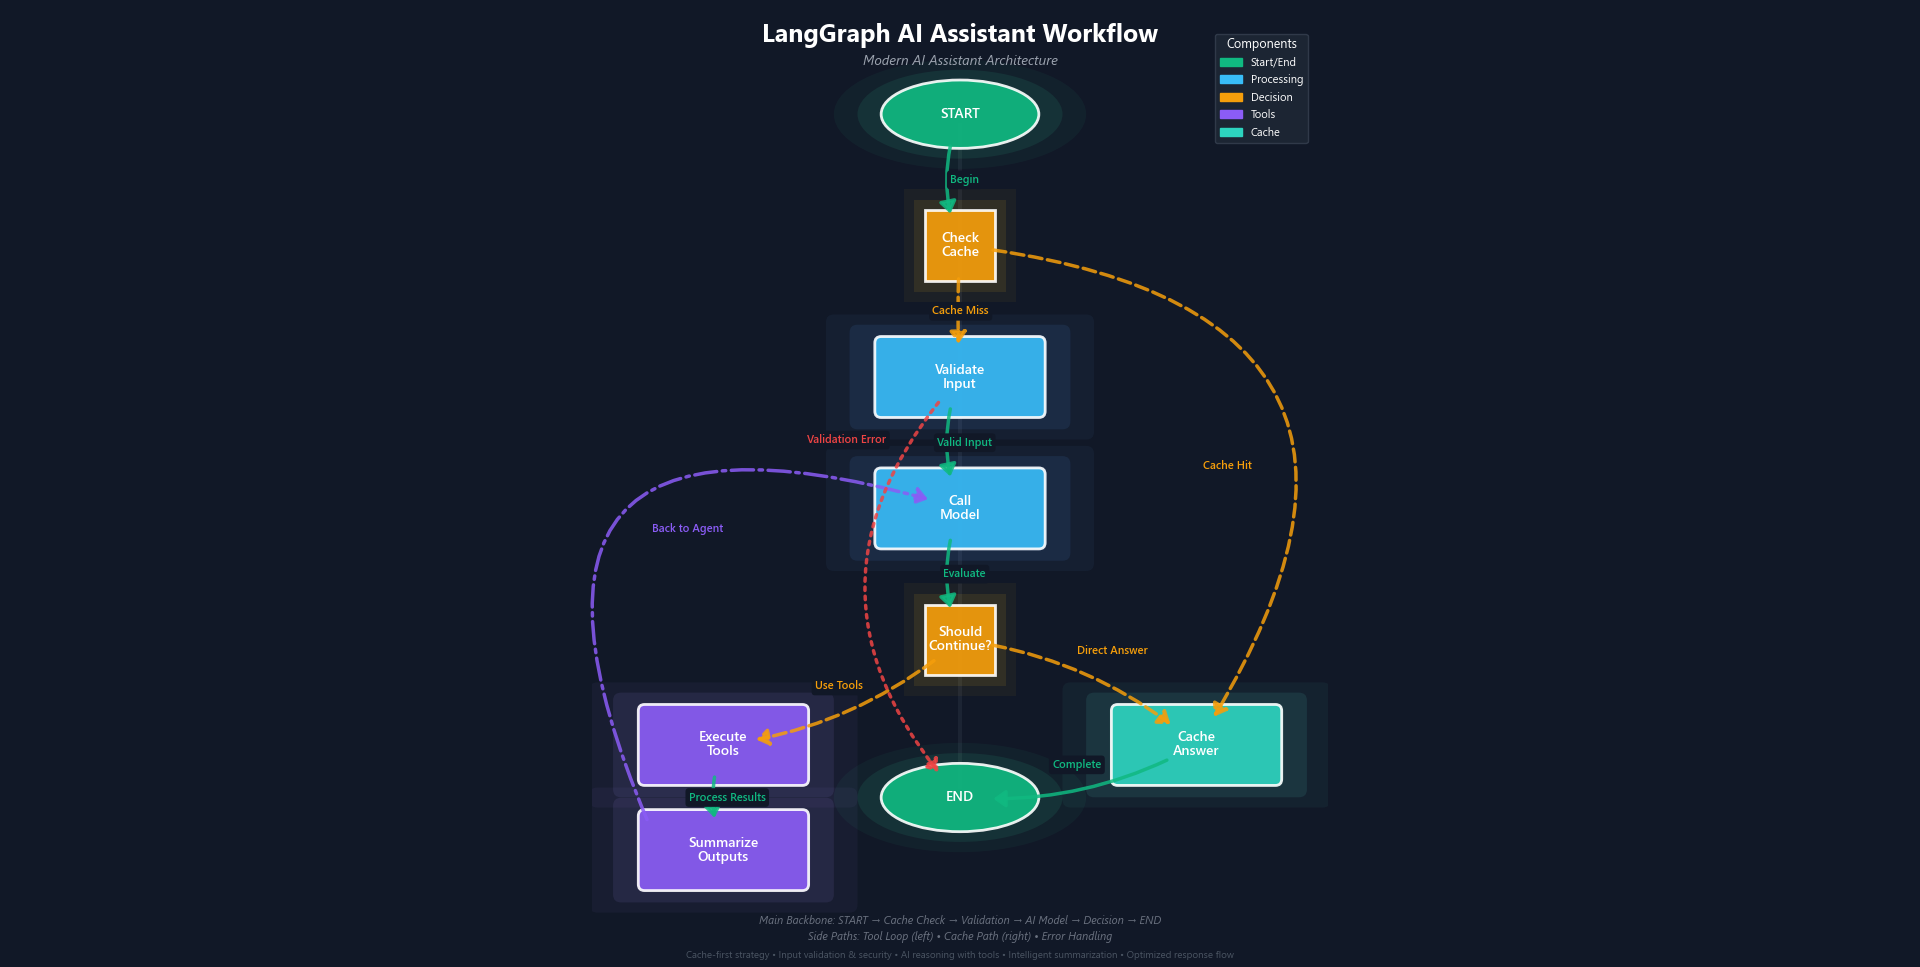 LangGraph AI Assistant Workflow
Modern AI Assistant Architecture
Components
Start/End
Processing
Decision
Tools
Cache
START
Begin
Check
Cache
Cache Miss
Validate
Input
Validation Error
Valid Input
Cache Hit
Call
Model
Back to Agent
Evaluate
Should
Continue?
Direct Answer
Use Tools
Execute
Tools
Cache
Answer
Complete
Process Results
END
Summarize
Outputs
Main Backbone: START → Cache Check → Validation → AI Model → Decision → END
Side Paths: Tool Loop (left) • Cache Path (right) • Error Handling
Cache-first strategy • Input validation & security • AI reasoning with tools • Intelligent summarization • Optimized response flow